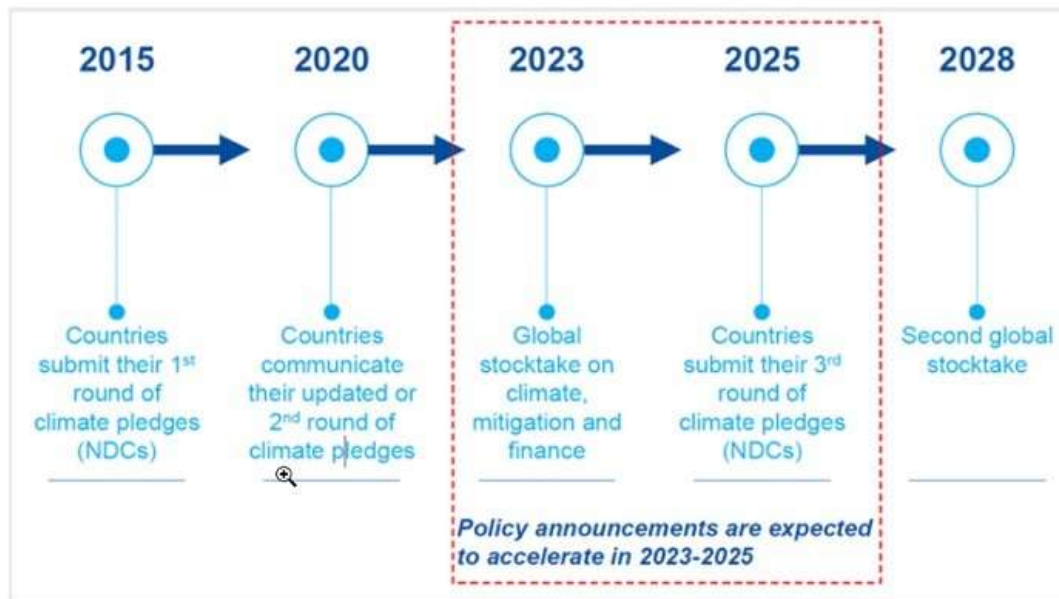 2015
2020
2023
2025
2028
Countries
submit their 1st
round of
climate pledges
(NDCs)
Countries
communicate
their updated or
2nd round of
climate pledges
Global
stocktake on
climate,
mitigation and
finance
Countries
submit their 3rd
round of
climate pledges
(NDCs)
Second global
stocktake
Policy announcements are expected
to accelerate in 2023-2025